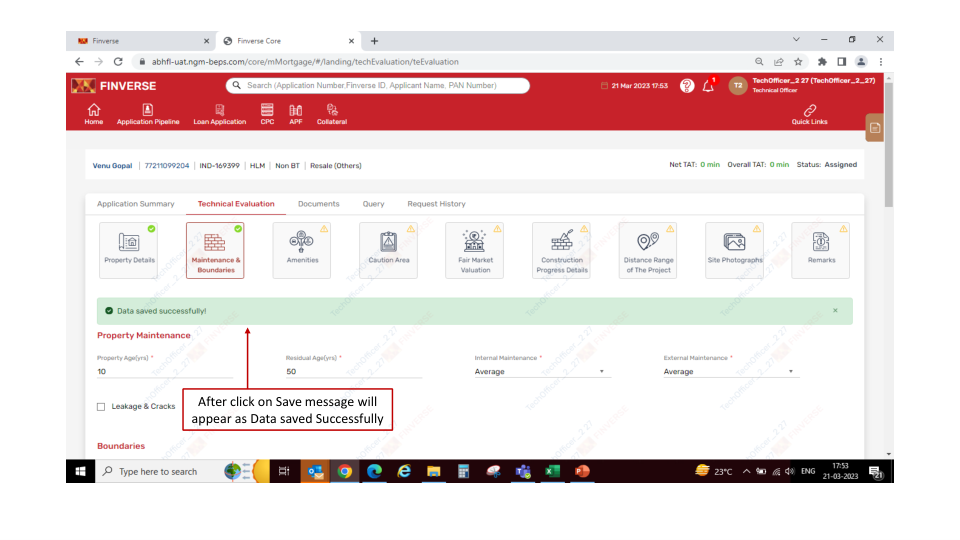 Finverse
Finverse Core
abhfl-uat.ngm-beps.com/core/mMortgage/#/landing/techEvaluation/teEvaluation
FINVERSE
Search (Application Number,Finverse ID, Applicant Name, PAN Number)
21 Mar 2023 17:53
1
T2
TechOfficer_2 27 (TechOfficer_2_27)
Technical Officer
Home
Application Pipeline
Loan Application
CPC
APF
Collateral
Quick Links
Venu Gopal | 77211099204 | IND-169399 | HLM | Non BT | Resale (Others)
Net TAT: 0 min Overall TAT: 0 min Status: Assigned
Application Summary
Technical Evaluation
Documents
Query
Request History
Property Details
Maintenance &
Boundaries
Amenities
Caution Area
Fair Market
Valuation
Construction
Progress Details
Distance Range
of The Project
Site Photographs
Remarks
Data saved successfully!
×
Property Maintenance
Property Age(yrs) *
Residual Age(yrs) *
Internal Maintenance *
External Maintenance *
10
50
Average
Average
Leakage & Cracks
After click on Save message will
appear as Data saved Successfully
Boundaries
Type here to search
23°C
ENG
17:53
21-03-2023
21